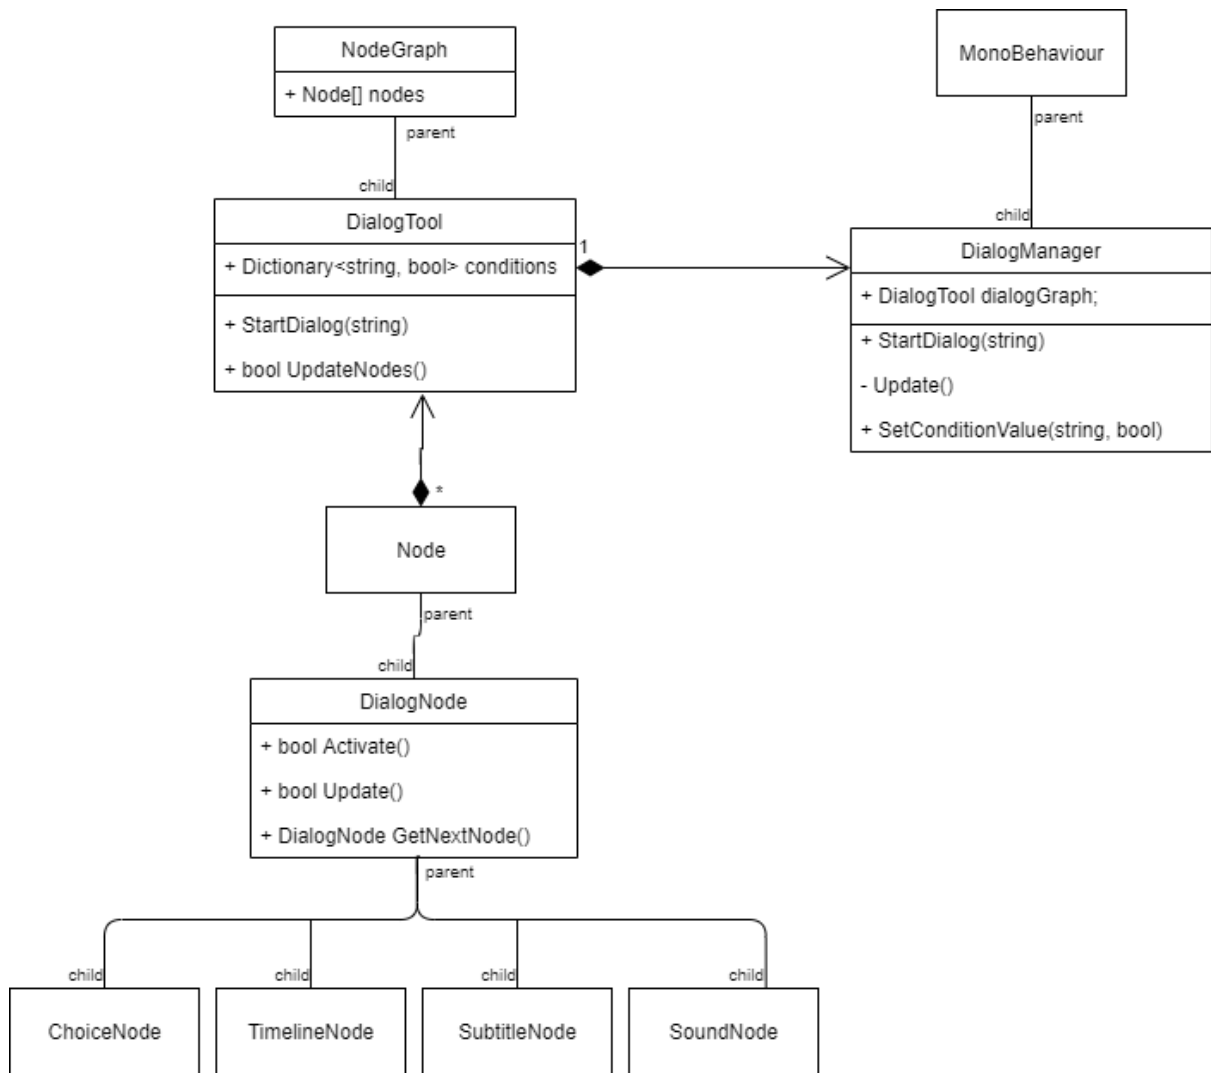 NodeGraph
+ Node[] nodes
parent
child
MonoBehaviour
parent
child
DialogTool
+ Dictionary<string, bool> conditions
+ StartDialog(string)
+ bool UpdateNodes()
1
DialogManager
+ DialogTool dialogGraph;
+ StartDialog(string)
- Update()
+ SetConditionValue(string, bool)
*
Node
parent
child
DialogNode
+ bool Activate()
+ bool Update()
+ DialogNode GetNextNode()
parent
child
child
child
child
ChoiceNode
TimelineNode
SubtitleNode
SoundNode